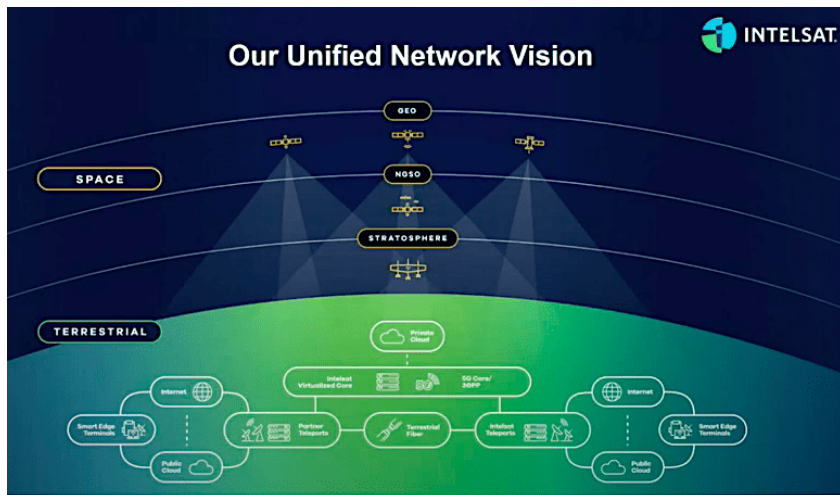 INTELSAT
Our Unified Network Vision
GEO
SPACE
NGSO
STRATOSPHERE
TERRESTRIAL
Private
Cloud
Intelsat
Virtualized Core
5G
5G Core/
3GPP
Internet
Internet
Smart Edge
Terminals
Partner
Teleports
Terrestrial
Fiber
Intelsat
Teleports
Smart Edge
Terminals
Public
Cloud
Public
Cloud